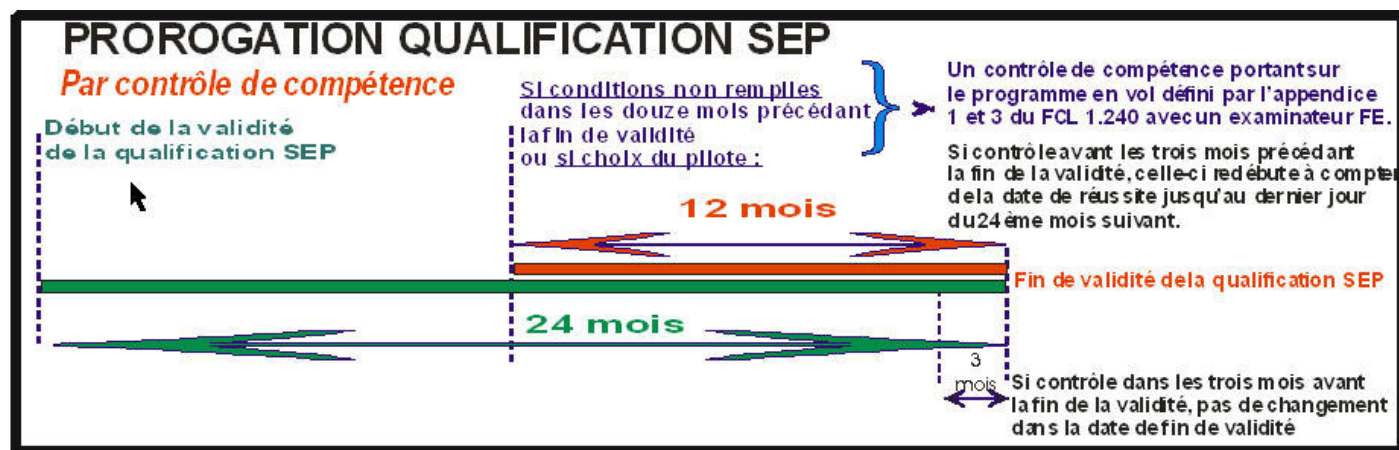 PROROGATION QUALIFICATION SEP
Par contrôle de compétence
Début de la validité
de la qualification SEP
Si conditions non remplies
dans les douze mois précédant
la fin de validité
ou si choix du pilote :
Un contrôle de compétence portant sur
le programme en vol défini par l'appendice
1 et 3 du FCL 1.240 avec un examinateur FE.
Si contrôle avant les trois mois précédant
la fin de la validité, celle-ci redébute à compter
de la date de réussite jusqu'au dernier jour
du 24 ème mois suivant.
12 mois
Fin de validité de la qualification SEP
24 mois
3
mois
Si contrôle dans les trois mois avant
la fin de la validité, pas de changement
dans la date de fin de validité